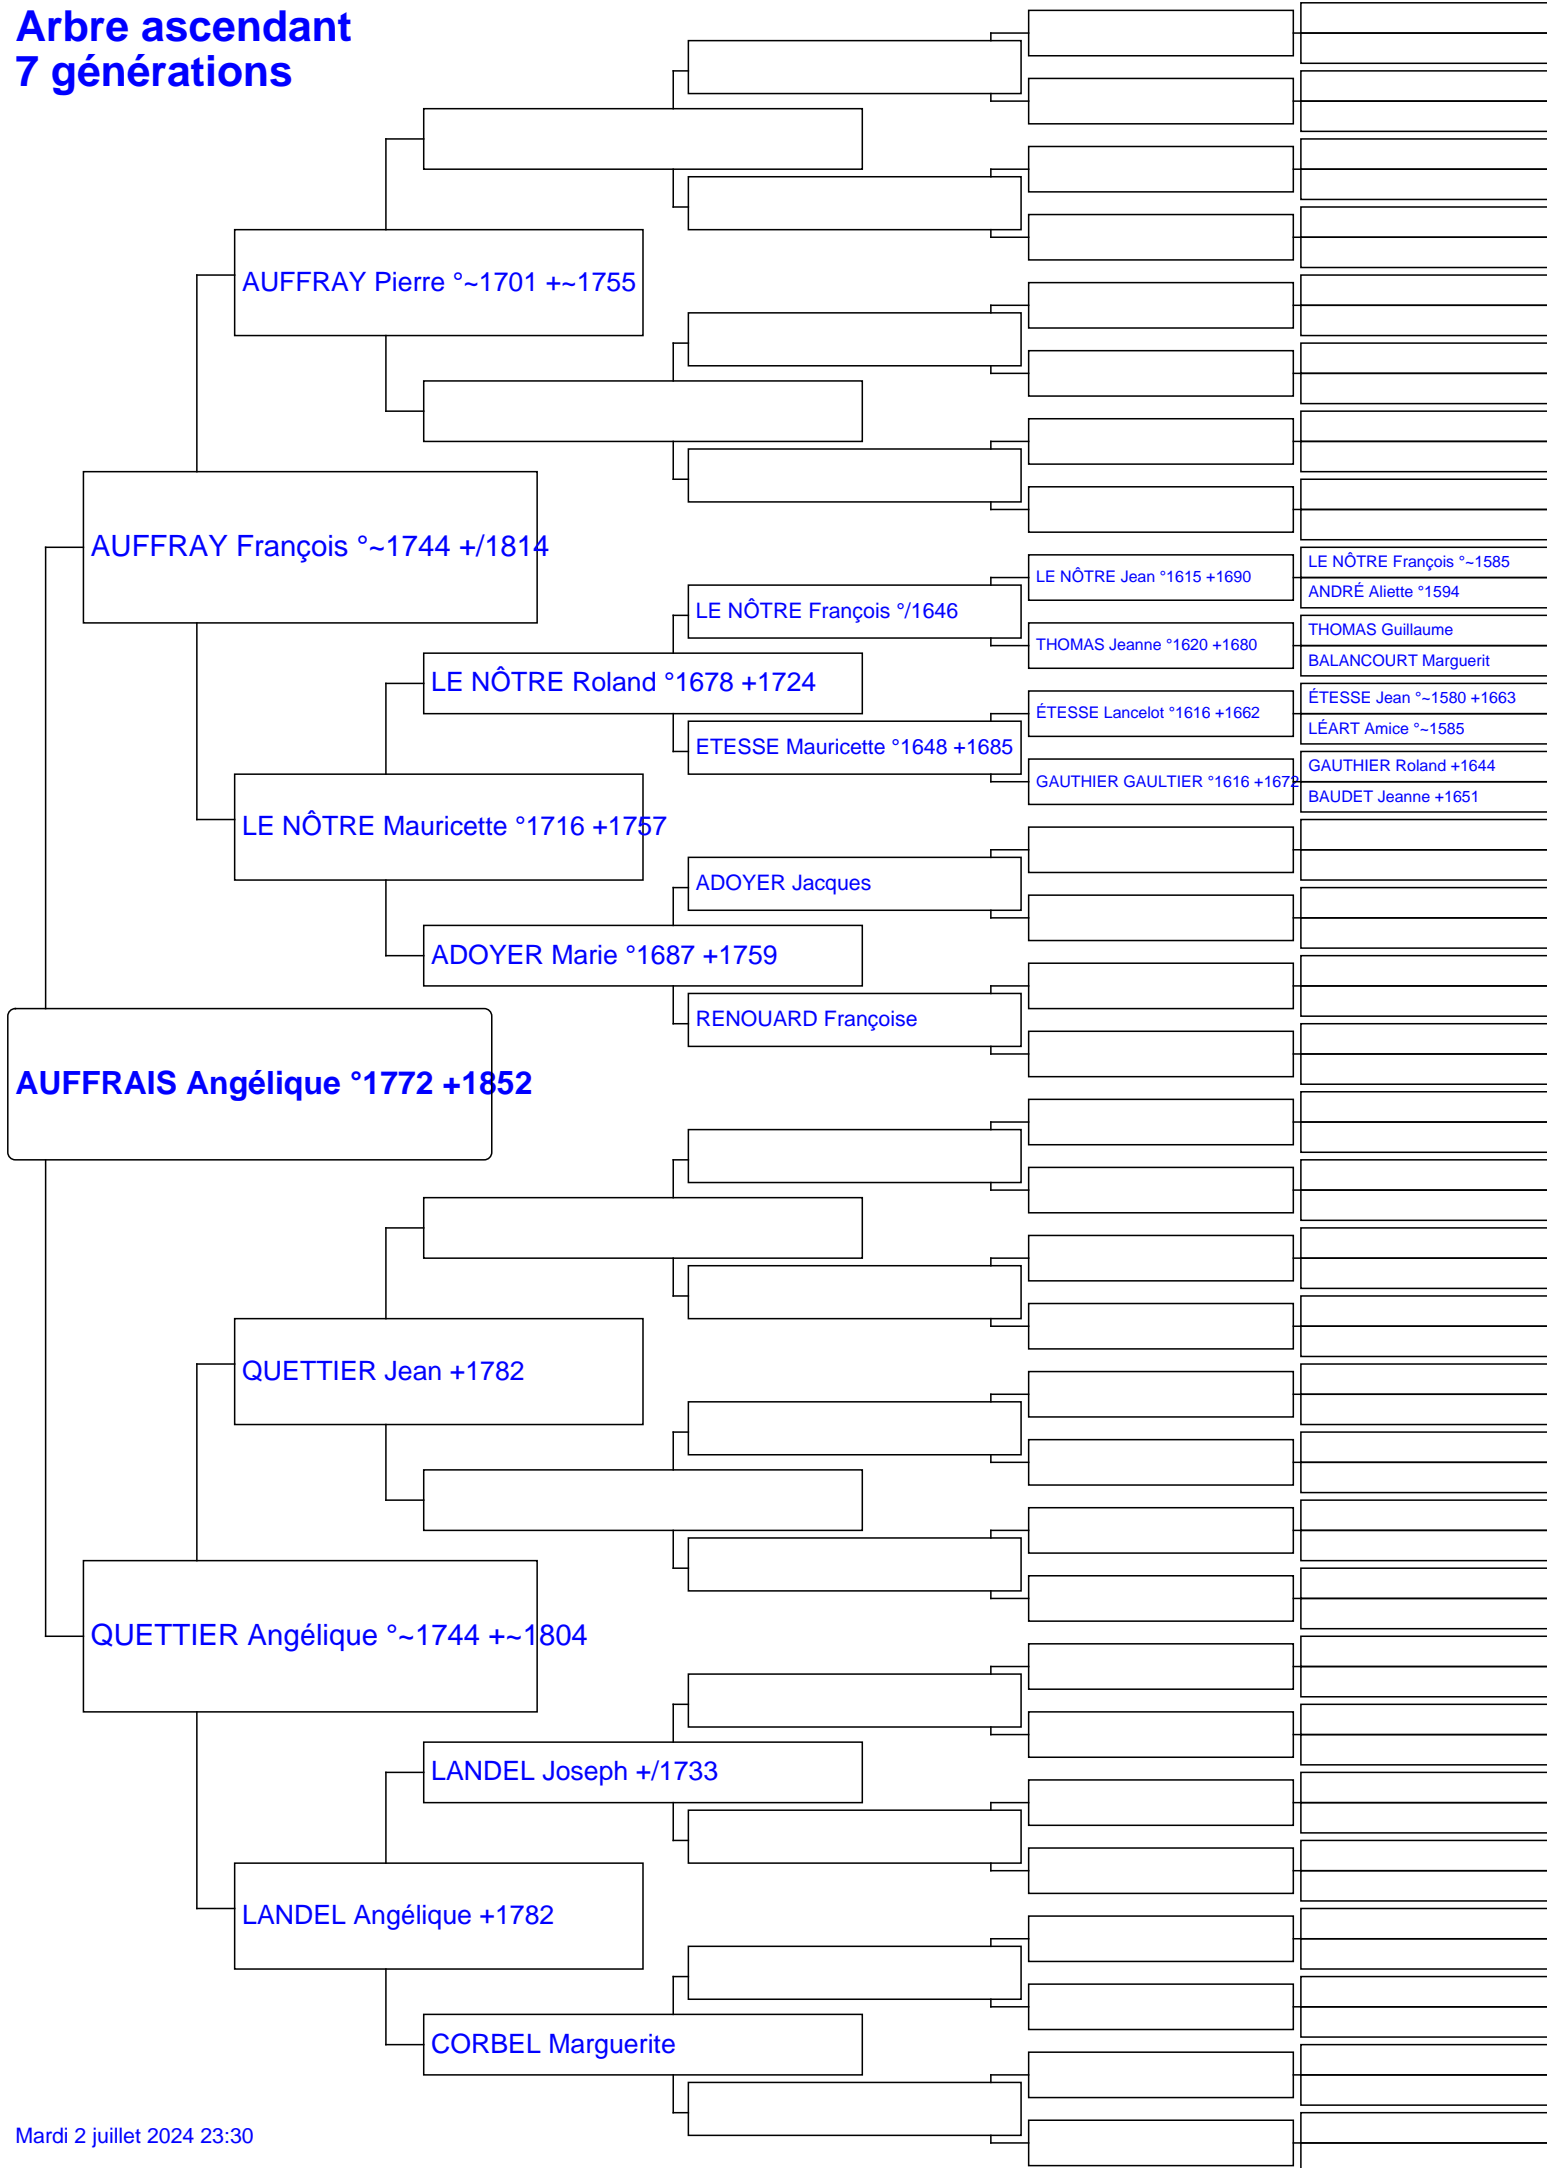 Arbre ascendant
7 générations
AUFFRAY Pierre °~1701 +~1755
AUFFRAY François °~1744 +/1814
LE NÔTRE François °~1585
LE NÔTRE Jean °1615 +1690
ANDRÉ Aliette °1594
LE NÔTRE François °/1646
THOMAS Guillaume
THOMAS Jeanne °1620 +1680
BALANCOURT Marguerit
LE NÔTRE Roland °1678 +1724
ÉTESSE Jean °~1580 +1663
ÉTESSE Lancelot °1616 +1662
LÉART Amice °~1585
ETESSE Mauricette °1648 +1685
GAUTHIER Roland +1644
GAUTHIER GAULTIER °1616 +1672
BAUDET Jeanne +1651
LE NÔTRE Mauricette °1716 +1757
ADOYER Jacques
ADOYER Marie °1687 +1759
RENOUARD Françoise
AUFFRAIS Angélique °1772 +1852
QUETTIER Jean +1782
QUETTIER Angélique °~1744 +~1804
LANDEL Joseph +/1733
LANDEL Angélique +1782
CORBEL Marguerite
Mardi 2 juillet 2024 23:30